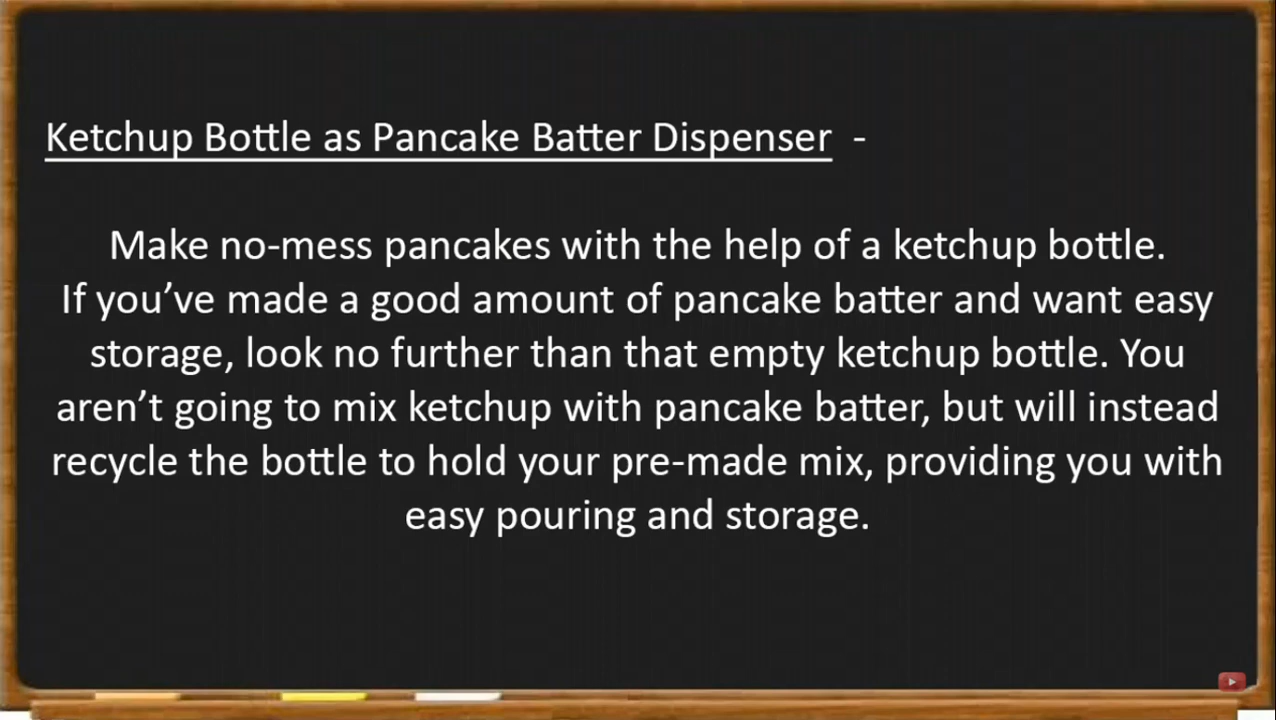 Ketchup Bottle as Pancake Batter Dispenser -
Make no-mess pancakes with the help of a ketchup bottle.
If you’ve made a good amount of pancake batter and want easy
storage, look no further than that empty ketchup bottle. You
aren’t going to mix ketchup with pancake batter, but will instead
recycle the bottle to hold your pre-made mix, providing you with
easy pouring and storage.